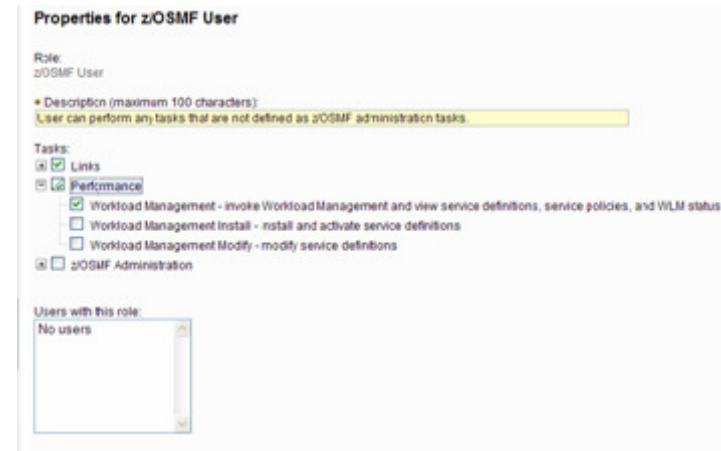 Properties for z/OSMF User
Role:
z/OSMF User
Description (maximum 100 characters):
User can perform any tasks that are not defined as z/OSMF administration tasks.
Tasks:
Links
Performance
Workload Management - invoke Workload Management and view service definitions, service policies, and WLM status
Workload Management Install - install and activate service definitions
Workload Management Modify - modify service definitions
z/OSMF Administration
Users with this role:
No users